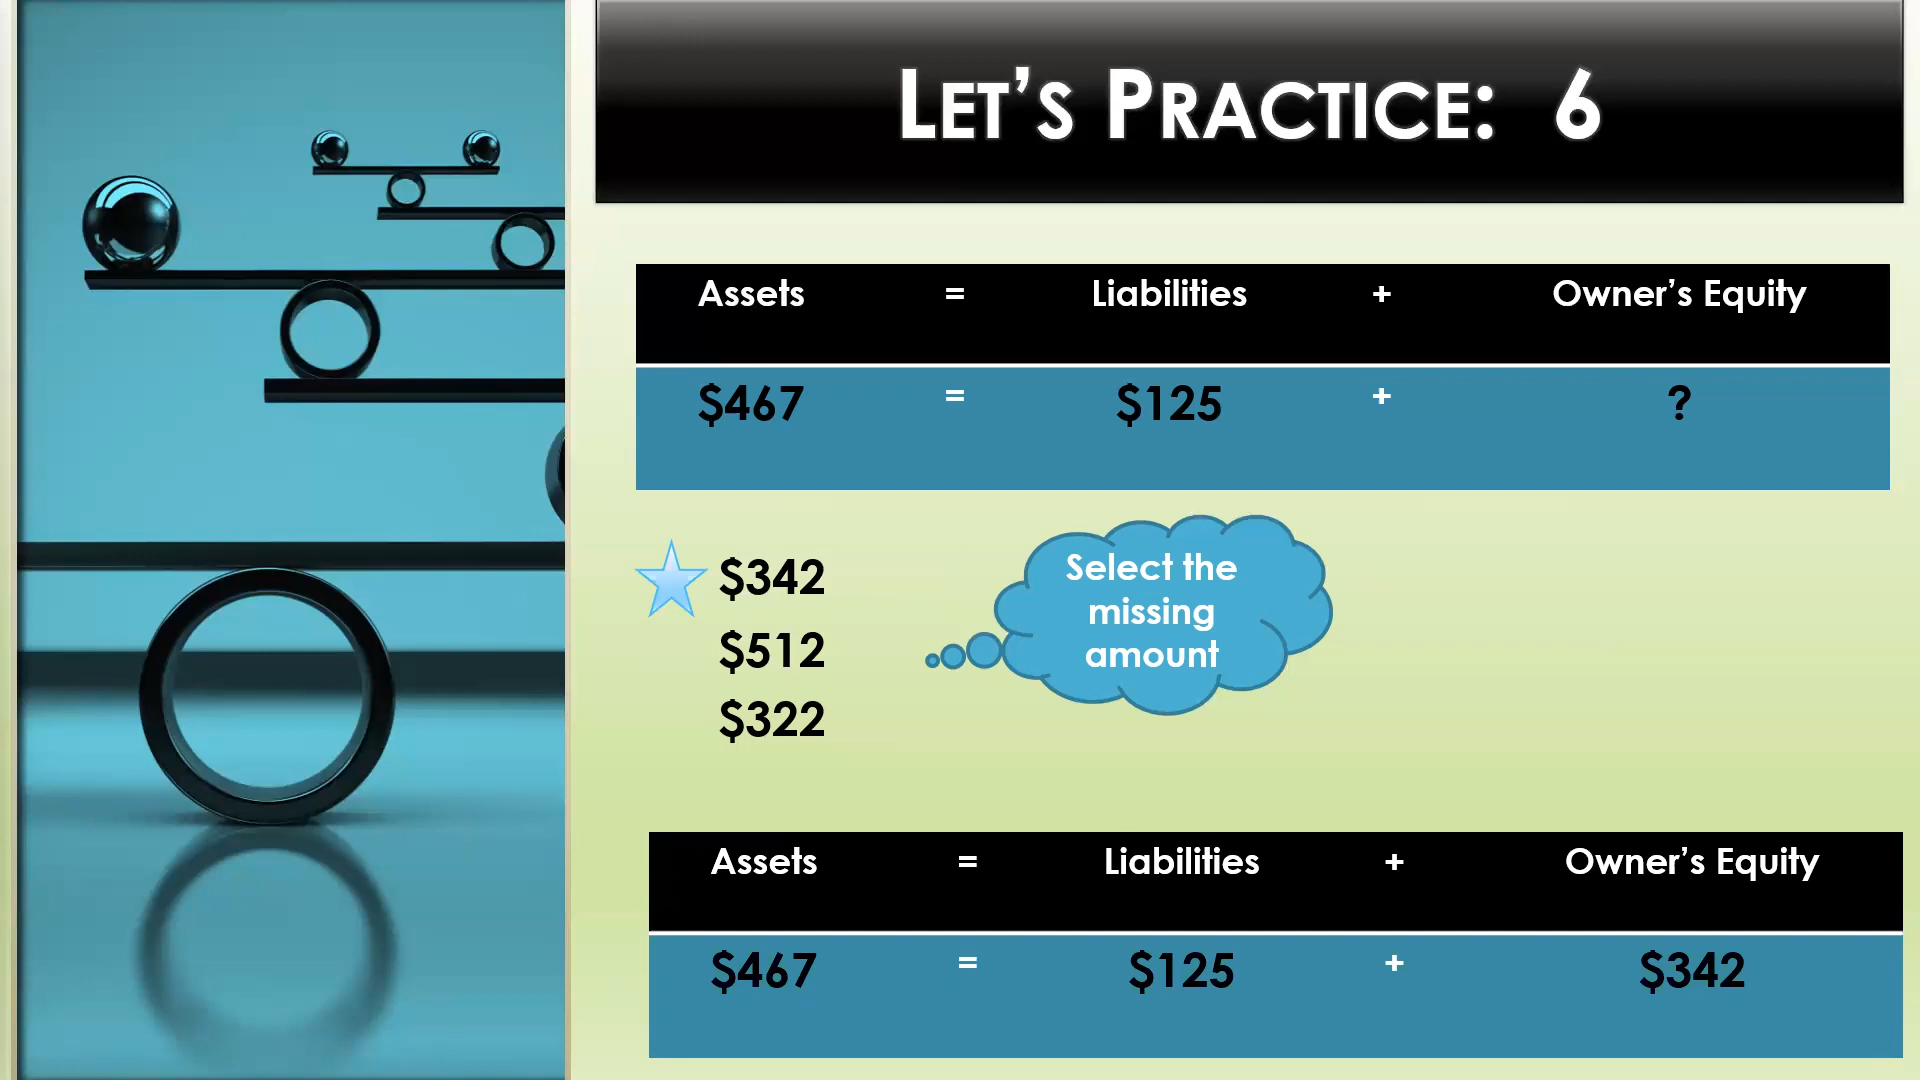 LET’S PRACTICE: 6
Assets = Liabilities + Owner’s Equity
$467 = $125 + ?
$342
$512
$322
Select the
missing
amount
Assets = Liabilities + Owner’s Equity
$467 = $125 + $342